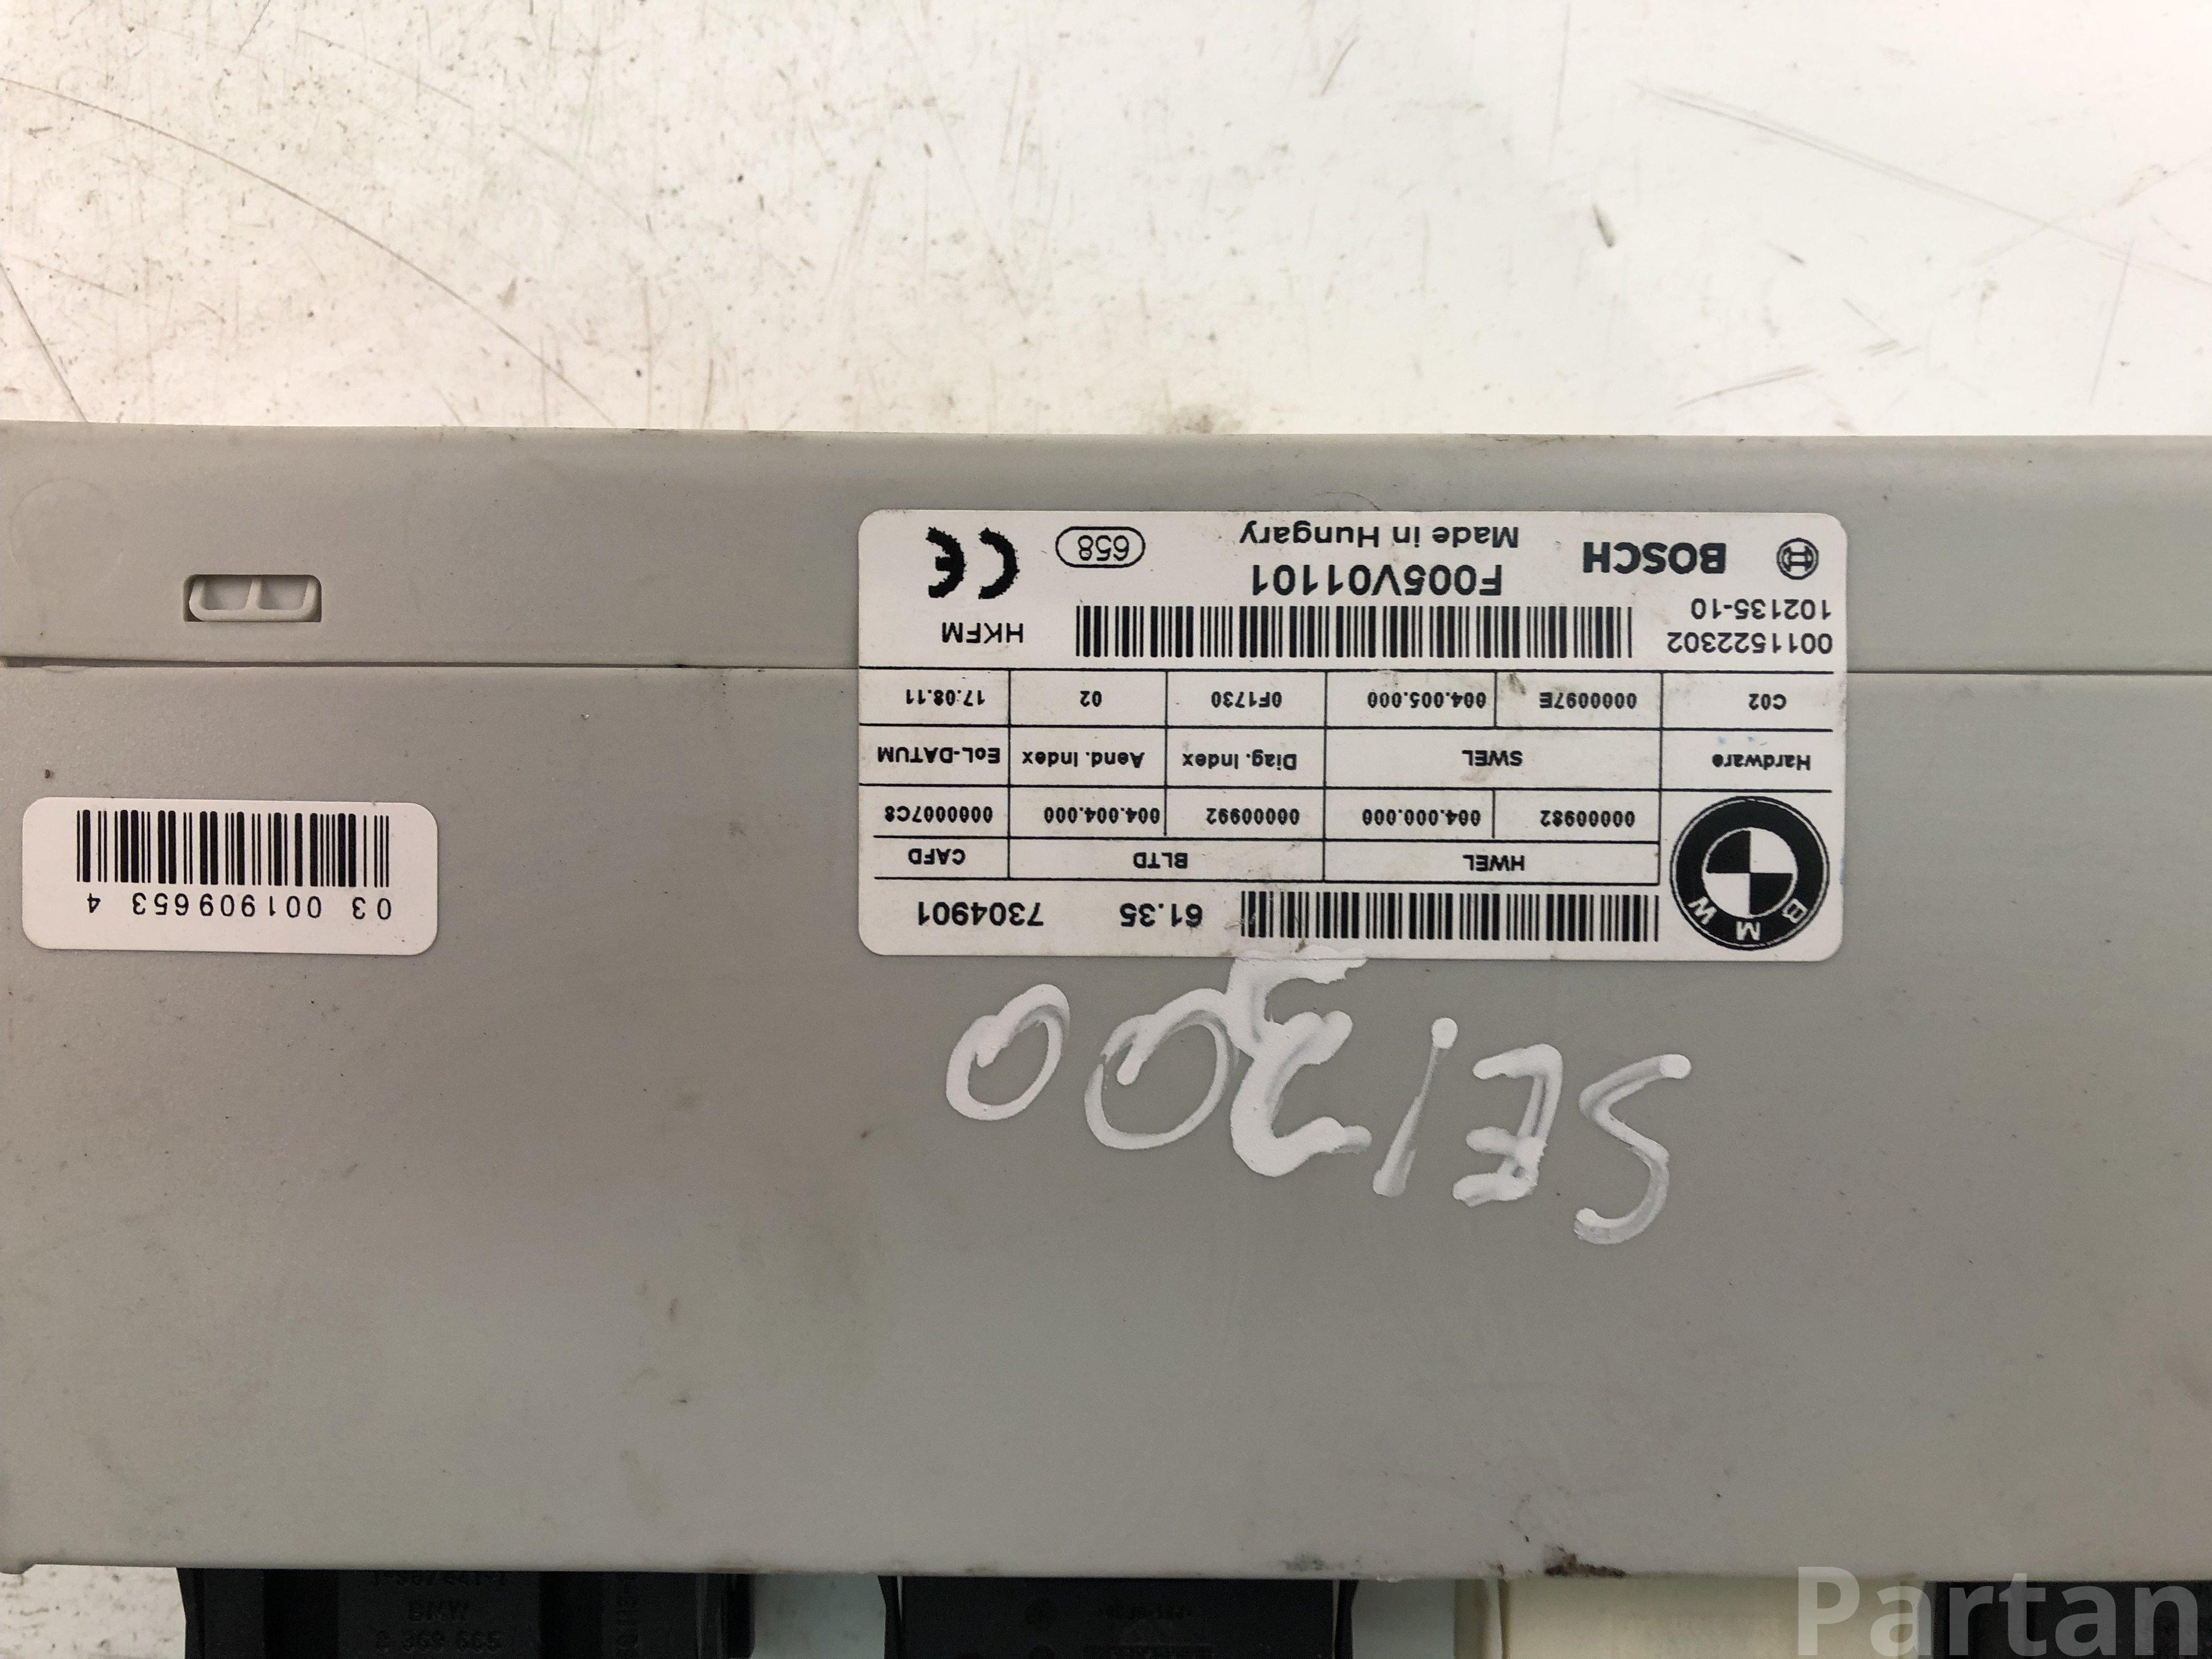 61.35 7304901
B M W
HWEL BLTD CAFD
00000982 004.000.000 00000992 004.004.000 000007C8
Hardware SWEL Diag. Index Aend. Index EoL-DATUM
C02 0000097E 004.005.000 0F1730 02 17.08.11
0011522302 HKFM
102135-10
F005V01101
BOSCH Made in Hungary 658 CE
03 001909653 4
SE1300
BMW
Partan